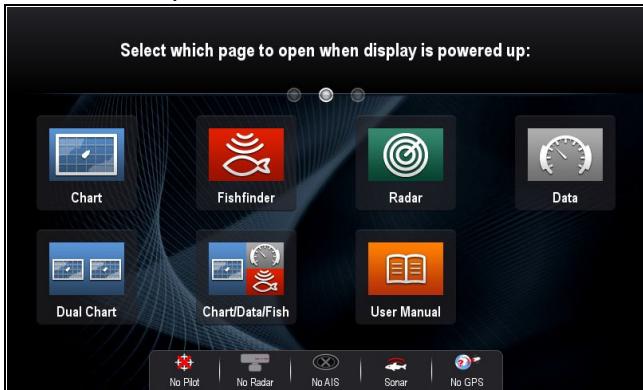 Select which page to open when display is powered up:
Chart
Fishfinder
Radar
Data
Dual Chart
Chart/Data/Fish
User Manual
No Pilot
No Radar
No AIS
Sonar
No GPS